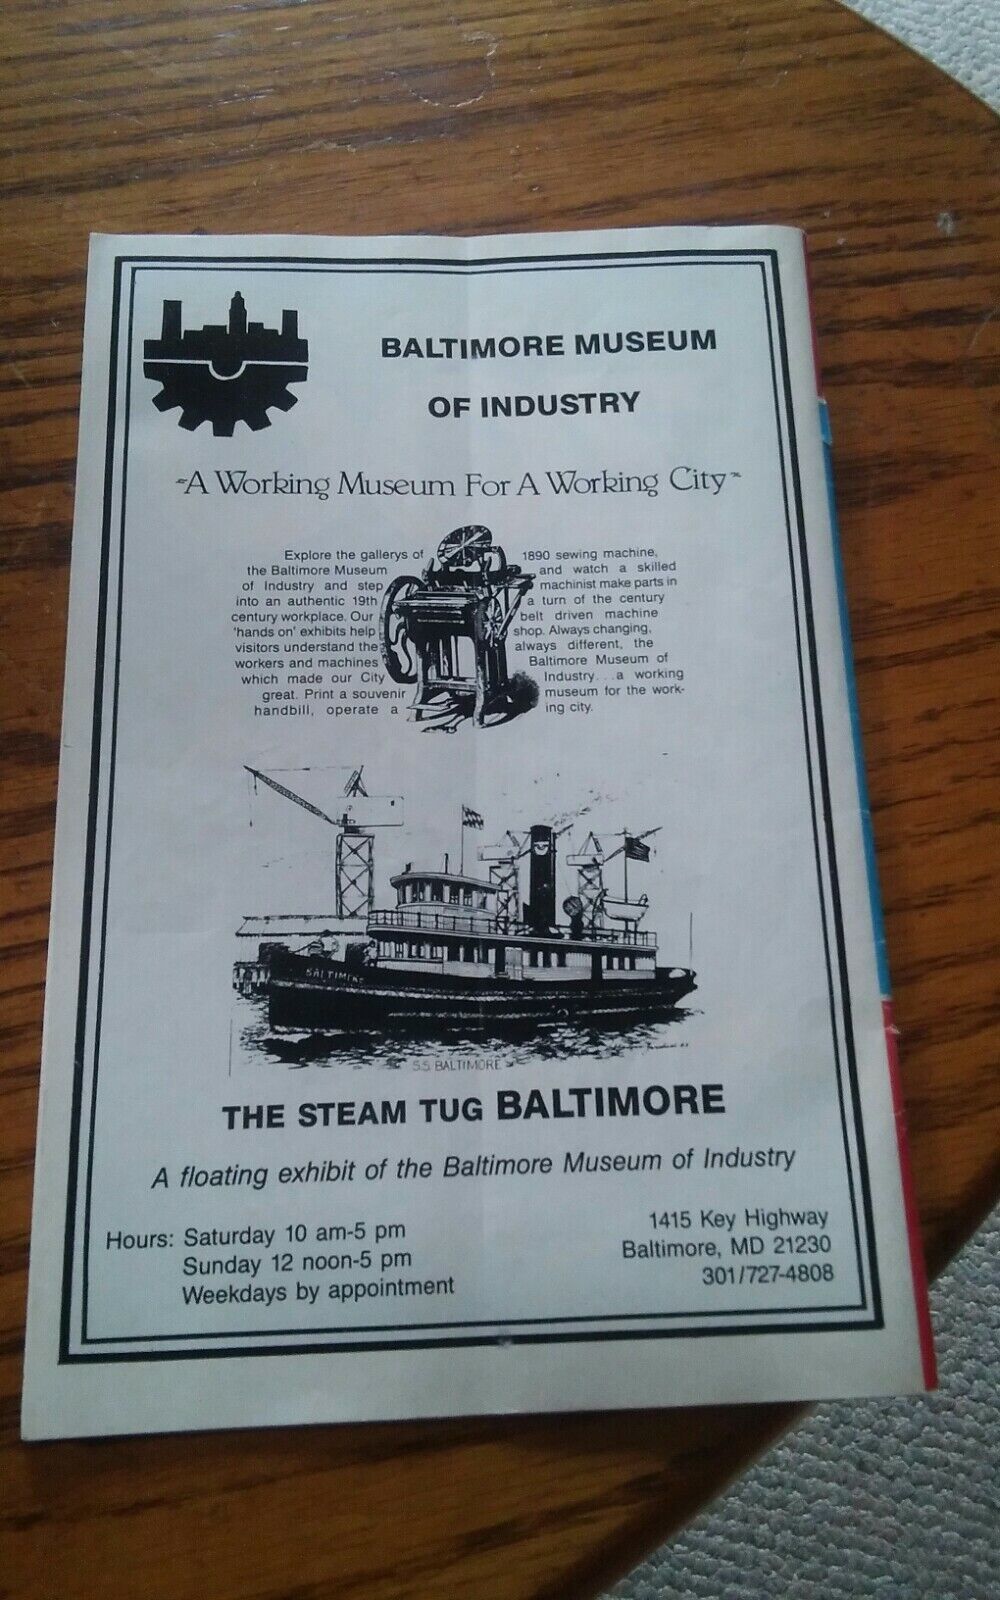 BALTIMORE MUSEUM
OF INDUSTRY
A Working Museum For A Working City
Explore the gallerys of
the Baltimore Museum
of Industry and step
into an authentic 19th
century workplace. Our
'hands on' exhibits help
visitors understand the
workers and machines
which made our City
great. Print a souvenir
handbill, operate a
1890 sewing machine,
and watch a skilled
machinist make parts in
a turn of the century
belt driven machine
shop. Always changing,
always different, the
Baltimore Museum of
Industry...a working
museum for the work-
ing city.
BALTIMORE
S.S. BALTIMORE
THE STEAM TUG BALTIMORE
A floating exhibit of the Baltimore Museum of Industry
Hours: Saturday 10 am-5 pm
Sunday 12 noon-5 pm
Weekdays by appointment
1415 Key Highway
Baltimore, MD 21230
301/727-4808